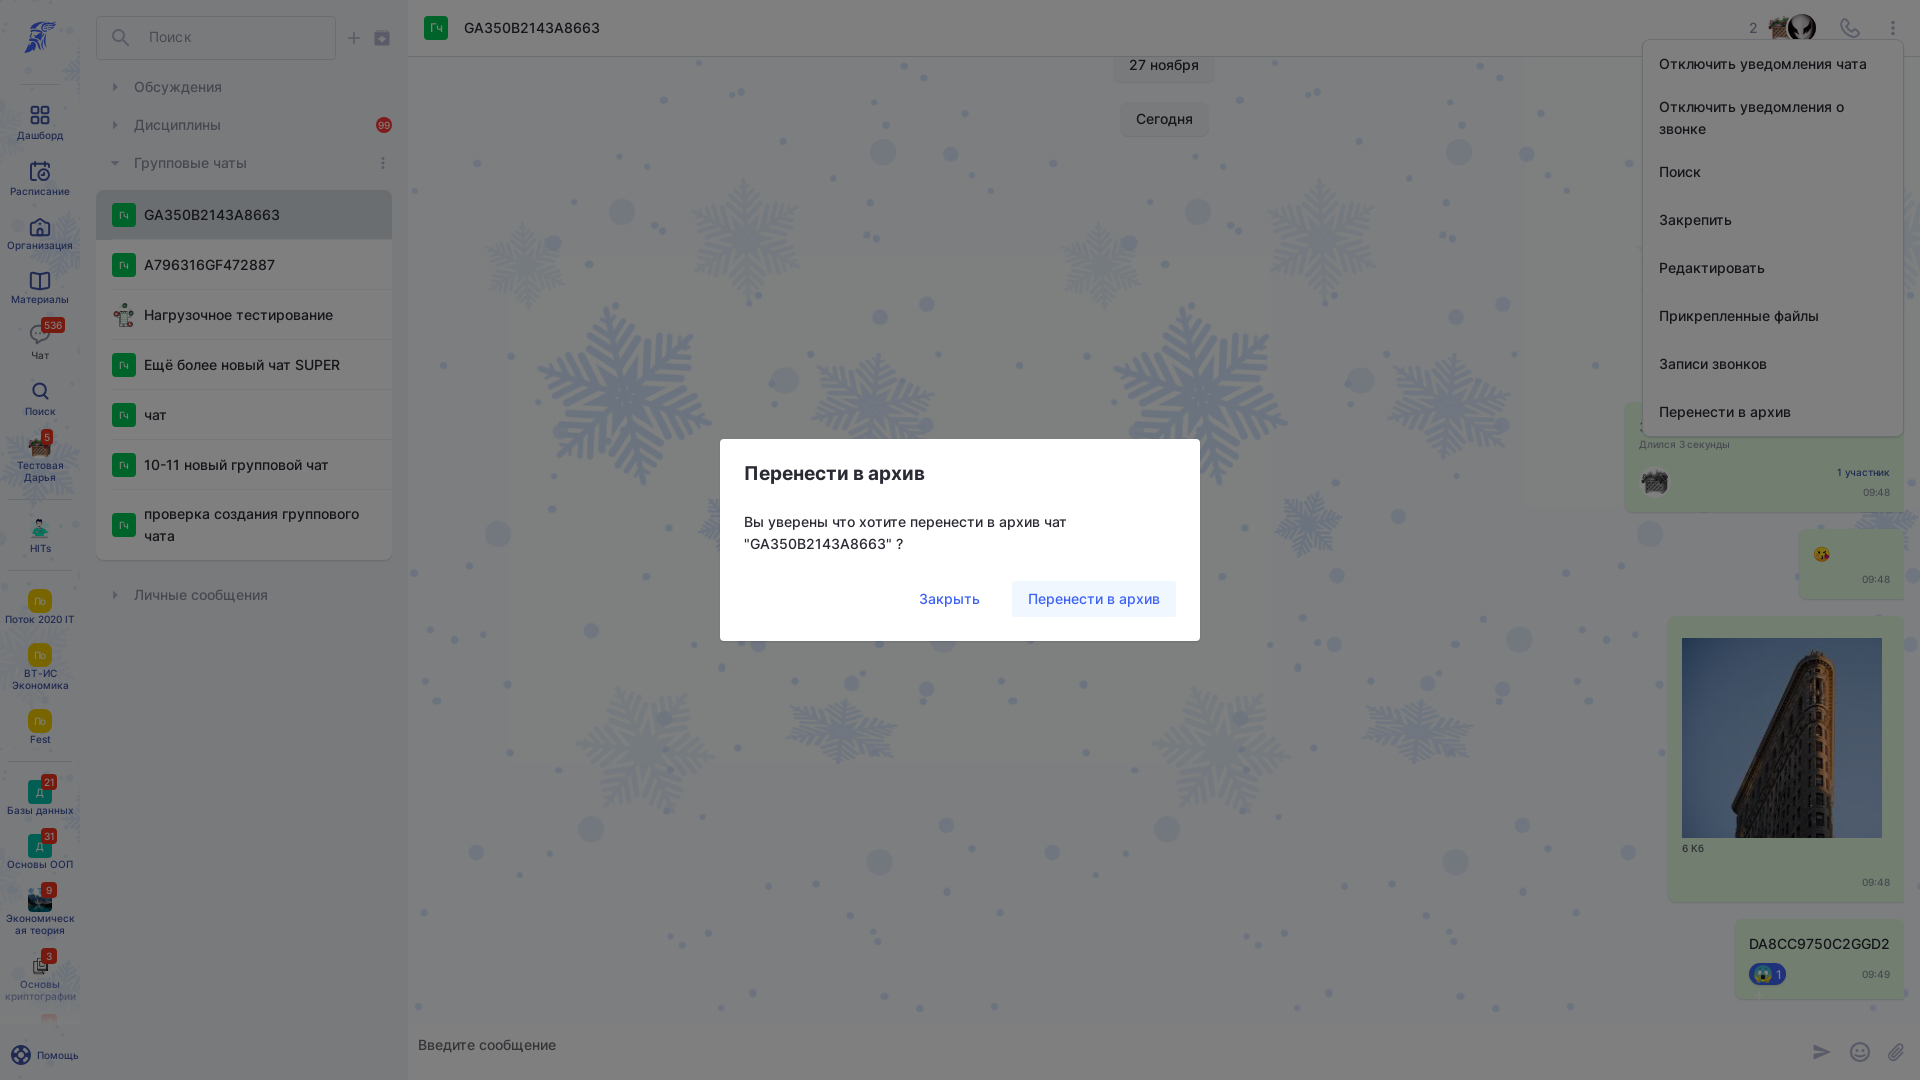 Поиск
Обсуждения
Дисциплины
99
Групповые чаты
Гч
GA350B2143A8663
Гч
A796316GF472887
Нагрузочное тестирование
Гч
Ещё более новый чат SUPER
Гч
чат
Гч
10-11 новый групповой чат
Гч
проверка создания группового
чата
Личные сообщения
Дашборд
Расписание
Организация
Материалы
536
Чат
Поиск
5
Тестовая
Дарья
HITs
По
Поток 2020 IT
По
ВТ-ИС
Экономика
По
Fest
21
Д
Базы данных
31
Д
Основы ООП
9
Экономическ
ая теория
3
Основы
криптографии
Помощь
Гч
GA350B2143A8663
2
27 ноября
Сегодня
Отключить уведомления чата
Отключить уведомления о
звонке
Поиск
Закрепить
Редактировать
Прикрепленные файлы
Записи звонков
Перенести в архив
Длился 3 секунды
1 участник
09:48
09:48
6 Кб
09:48
DA8CC9750C2GGD2
1
09:49
Перенести в архив
Вы уверены что хотите перенести в архив чат
"GA350B2143A8663" ?
Закрыть
Перенести в архив
Введите сообщение